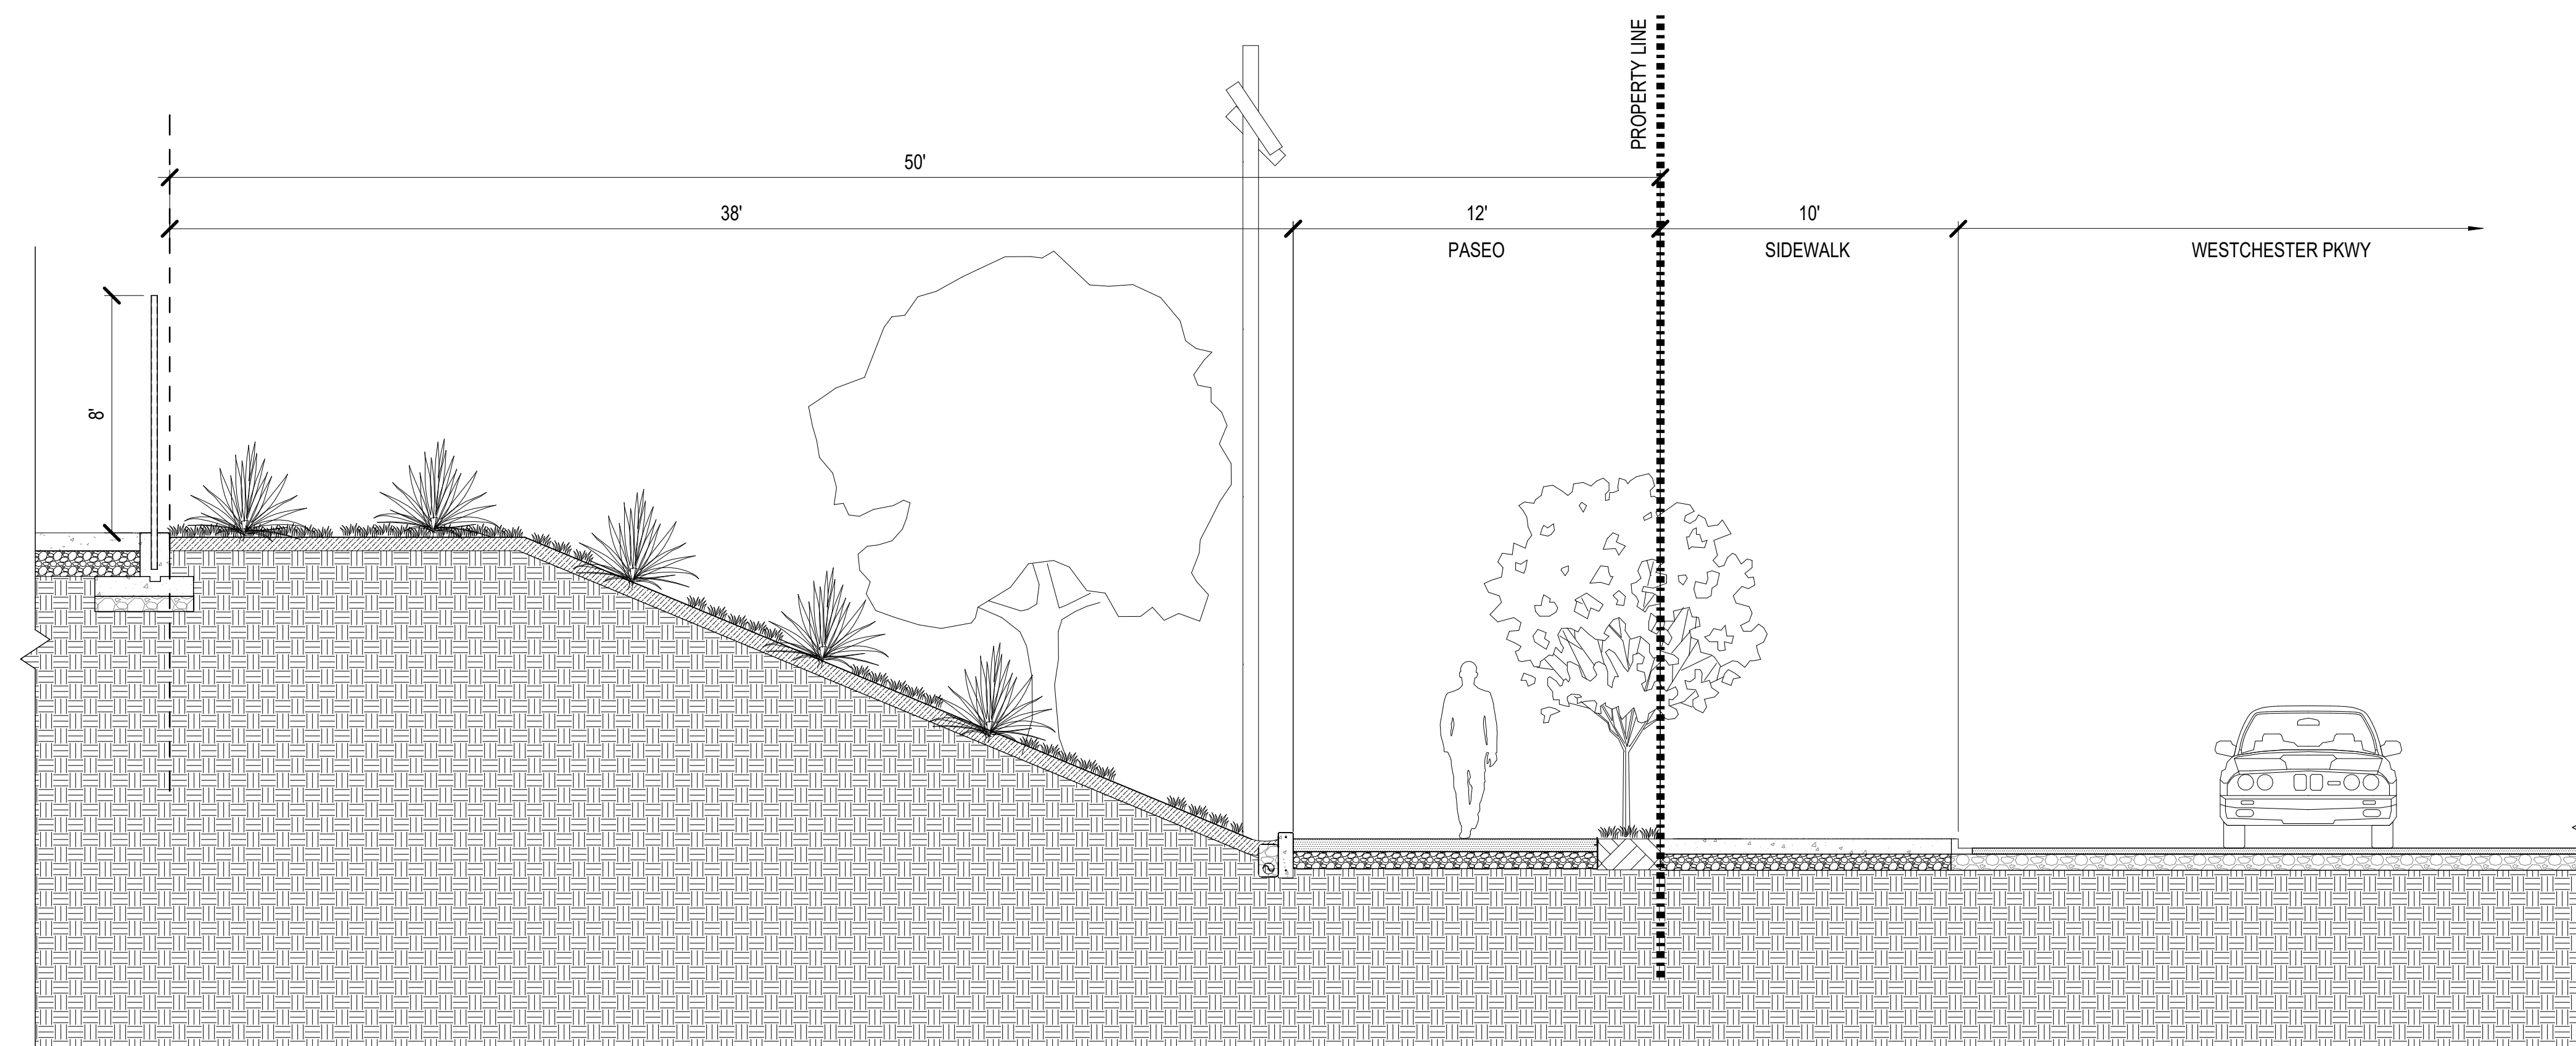 PROPERTY LINE
50'
38'
12'
10'
PASEO
SIDEWALK
WESTCHESTER PKWY
8'